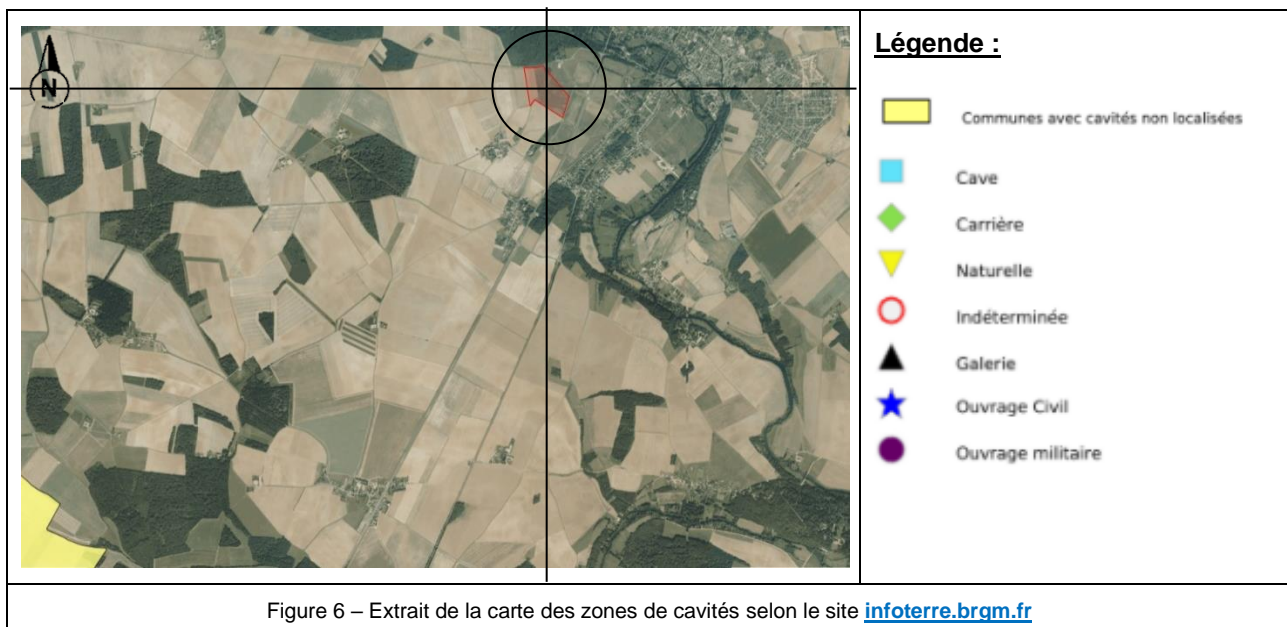 N
Légende :
Communes avec cavités non localisées
Cave
Carrière
Naturelle
Indéterminée
Galerie
Ouvrage Civil
Ouvrage militaire
Figure 6 – Extrait de la carte des zones de cavités selon le site infoterre.brgm.fr